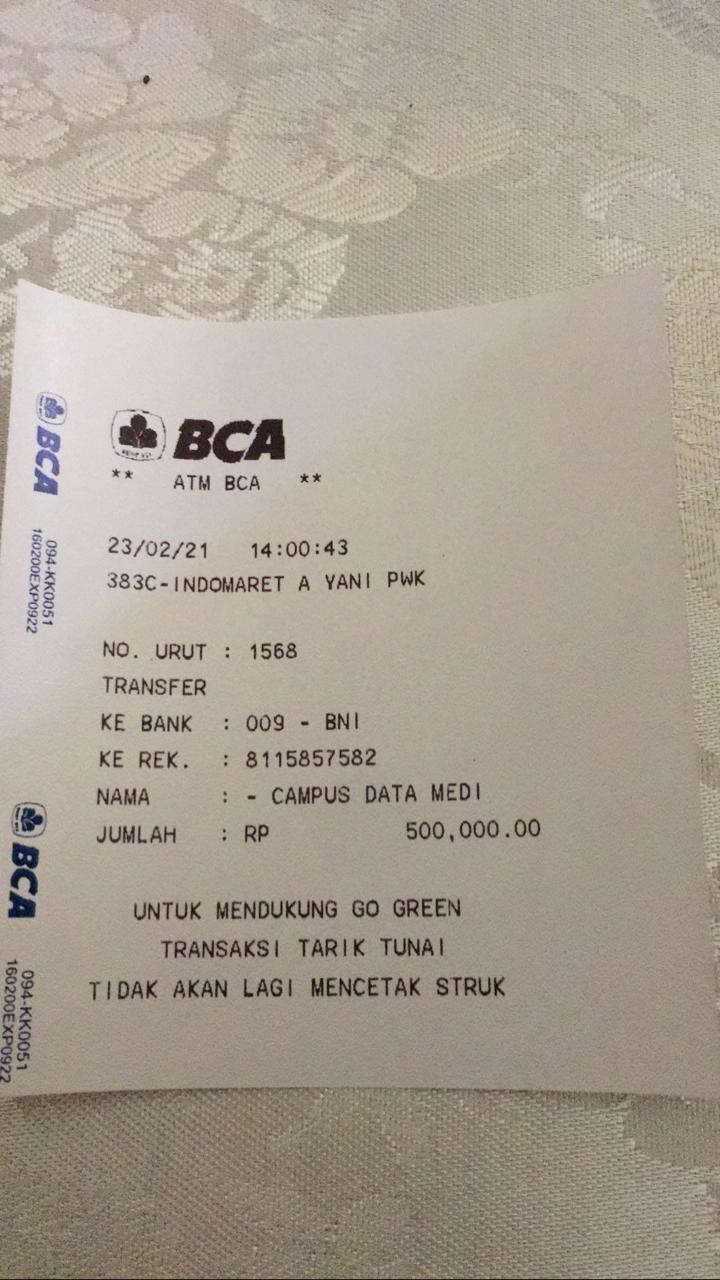 BCA
** ATM BCA **
23/02/21 14:00:43
383C-INDOMARET A YANI PWK
NO. URUT : 1568
TRANSFER
KE BANK : 009 - BNI
KE REK. : 8115857582
NAMA : - CAMPUS DATA MEDI
JUMLAH : RP 500,000.00
UNTUK MENDUKUNG GO GREEN
TRANSAKSI TARIK TUNAI
TIDAK AKAN LAGI MENCETAK STRUK
BCA
094-KK0051
160200EXP0922
BCA
094-KK0051
160200EXP0922